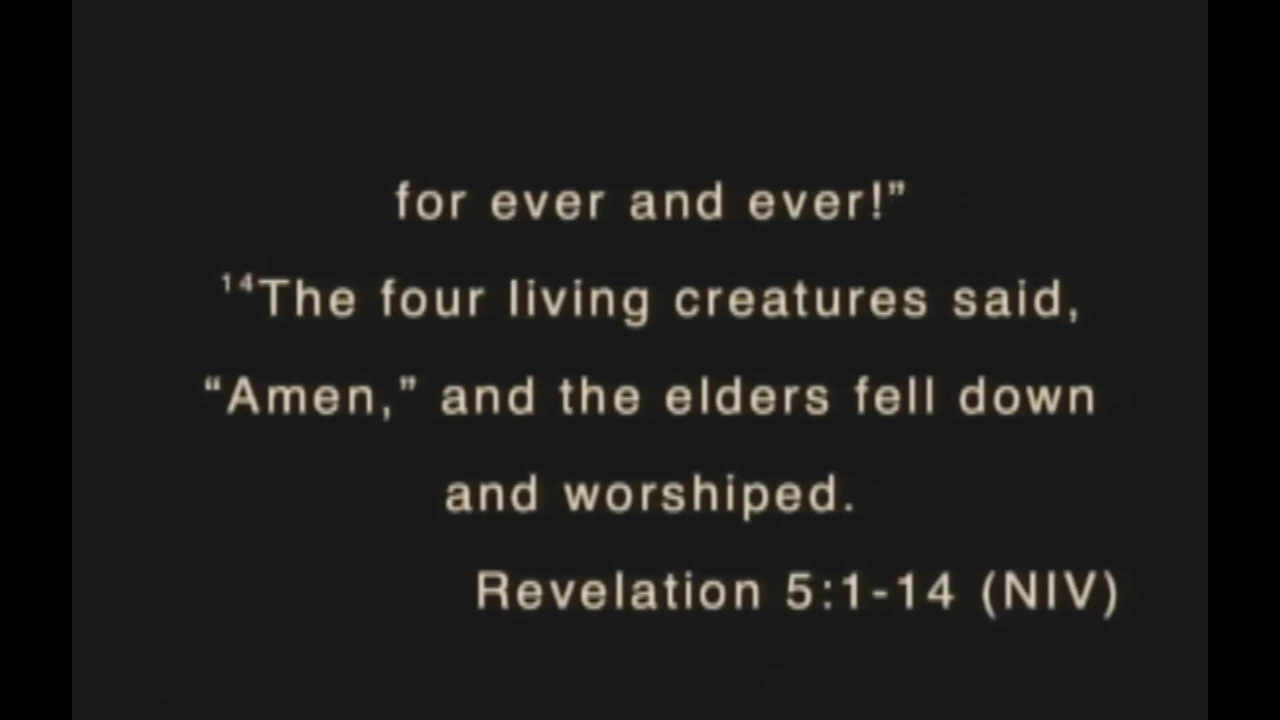 for ever and ever!”
¹⁴The four living creatures said,
“Amen,” and the elders fell down
and worshiped.
Revelation 5:1-14 (NIV)